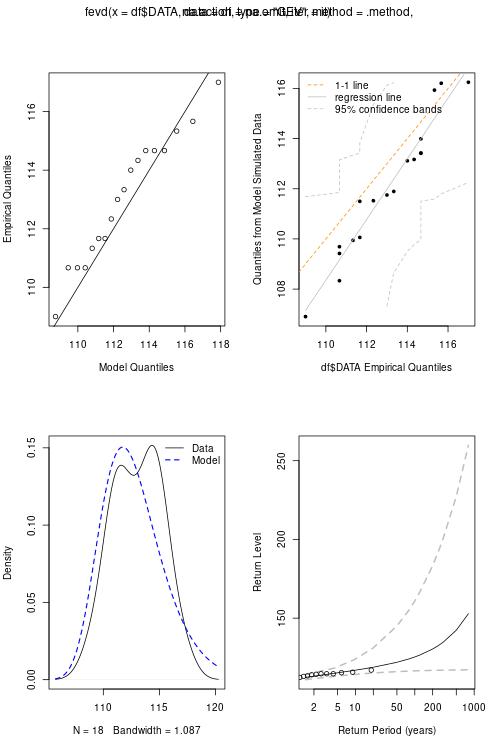 fevd(x = df$DATA,
110 112 114 116
Empirical Quantiles
110 112 114 116 118
Model Quantiles
1-1 line
regression line
95% confidence bands
108 110 112 114 116
Quantiles from Model Simulated Data
110 112 114 116
df$DATA Empirical Quantiles
Data
Model
0.00 0.05 0.10 0.15
Density
110 115 120
N = 18 Bandwidth = 1.087
150 200 250
Return Level
2 5 10 50 200 1000
Return Period (years)